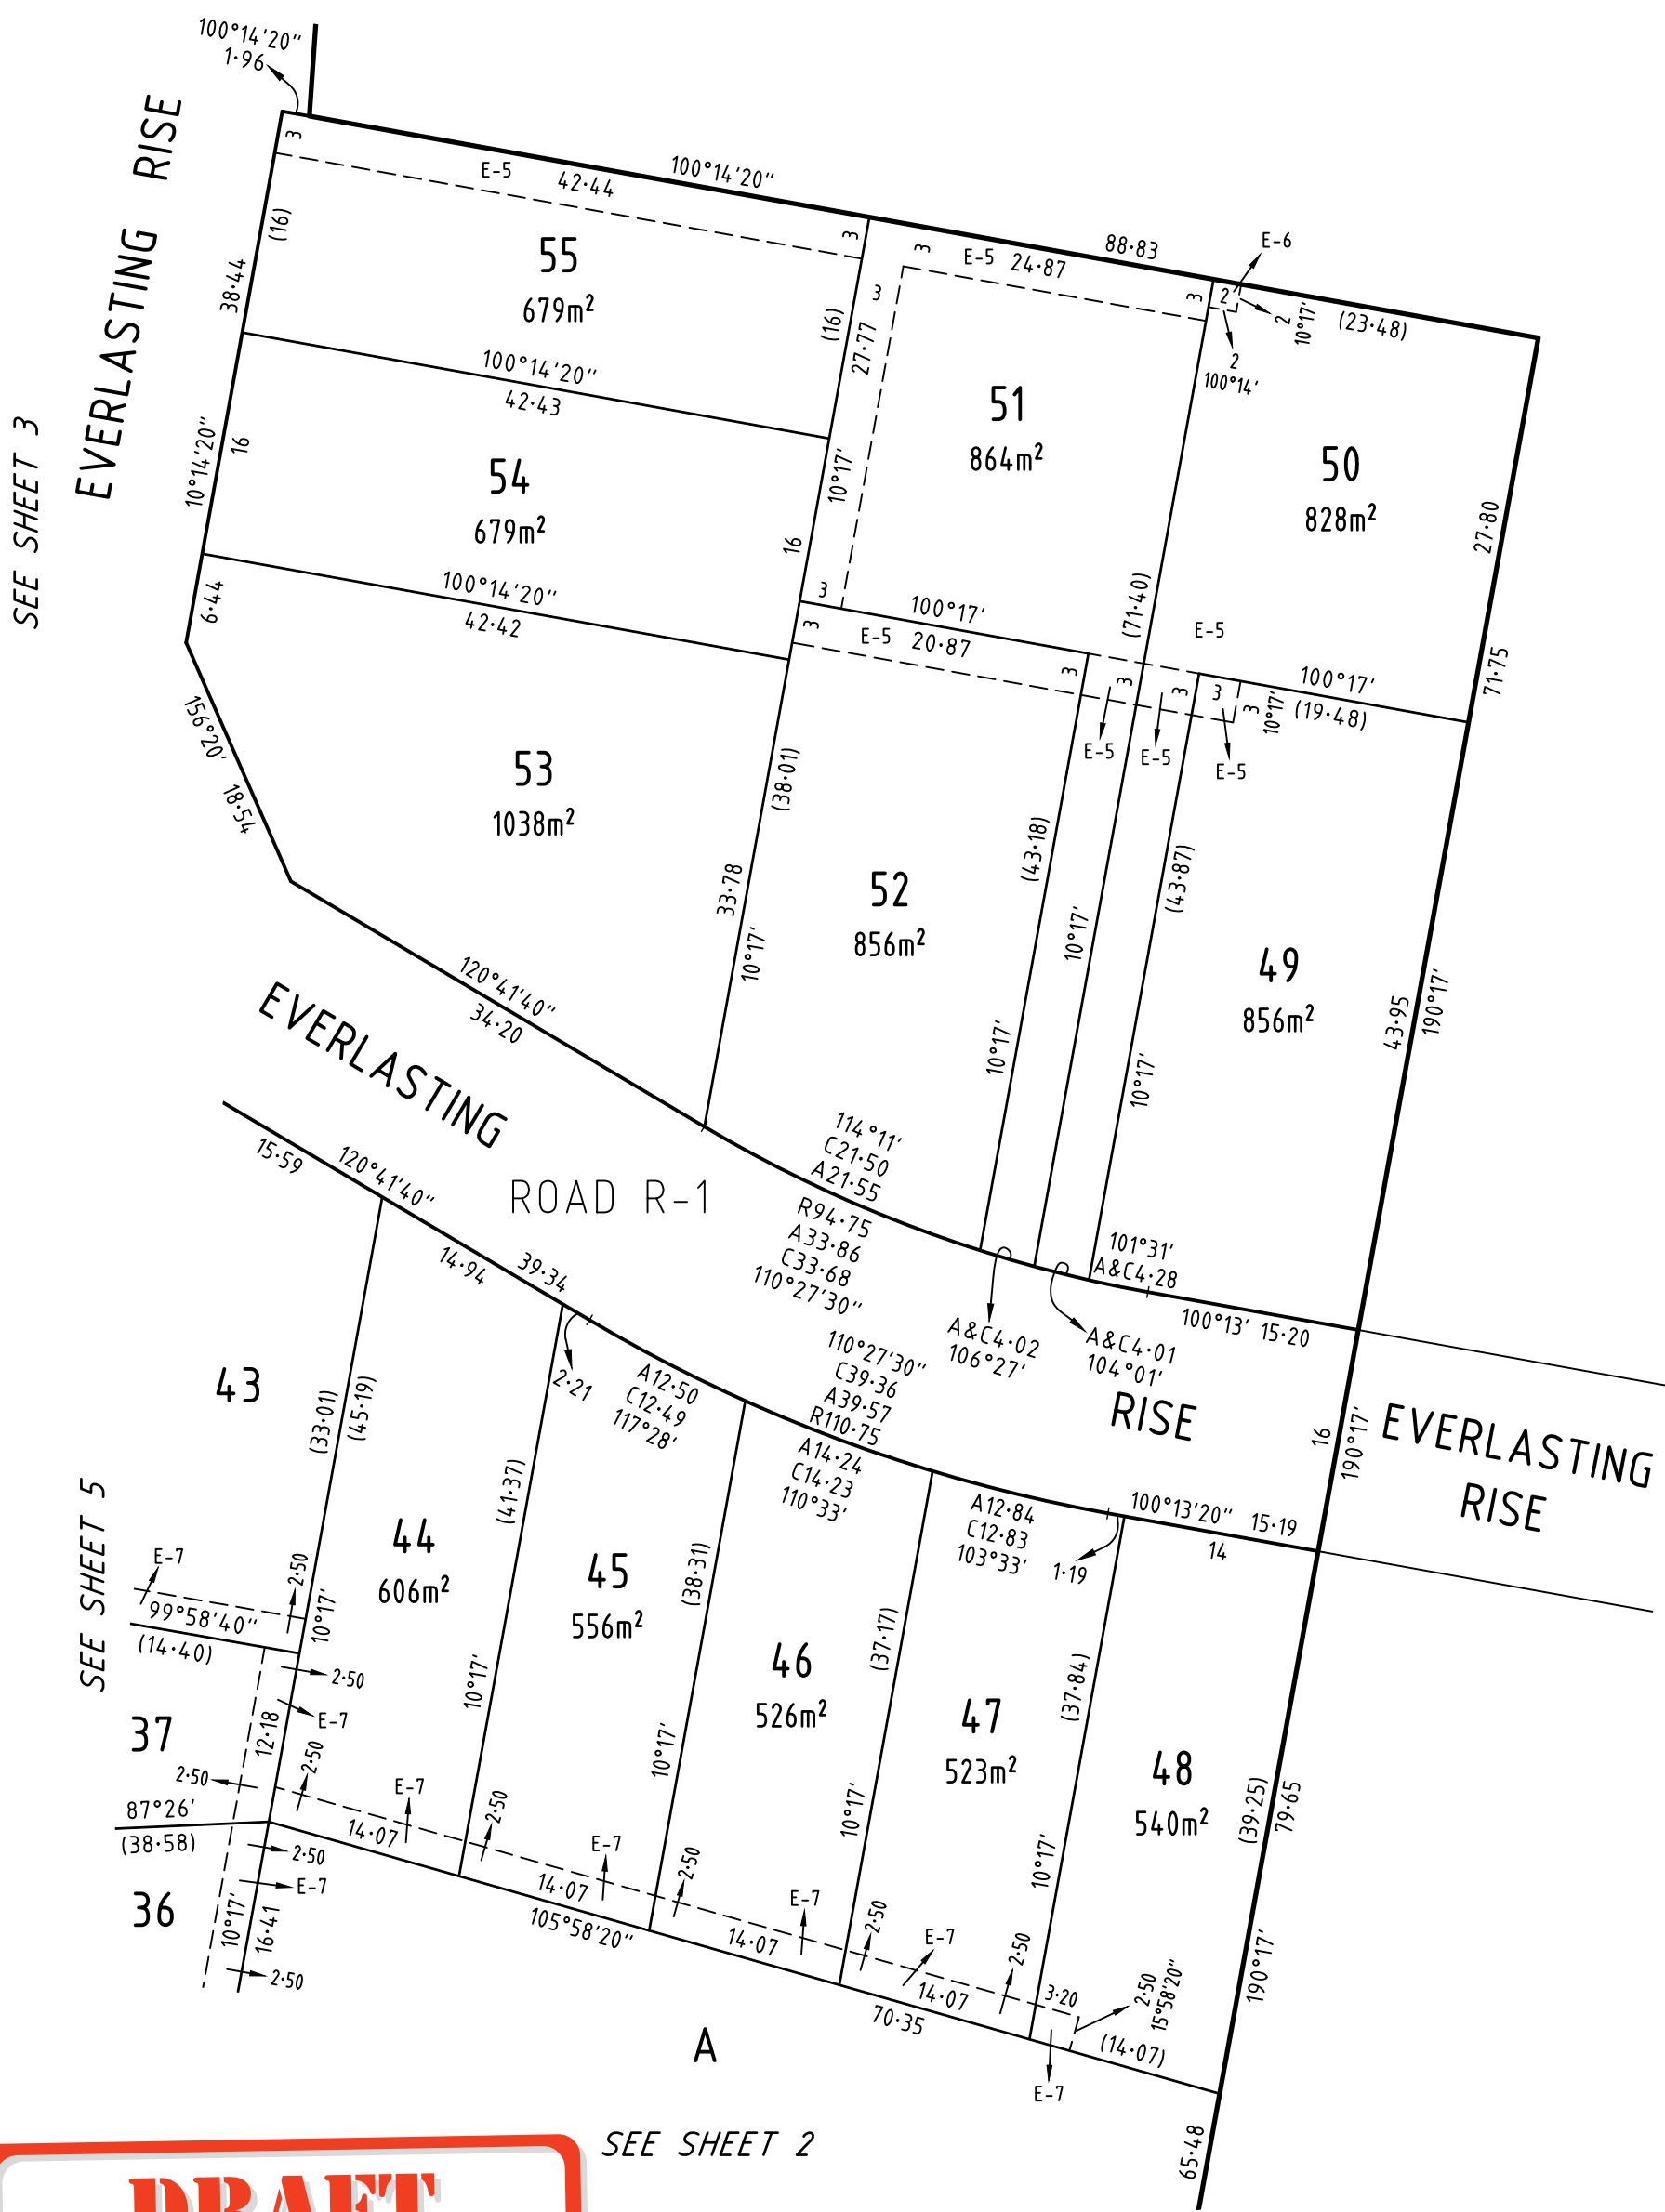 100°14'20"
1·96
EVERLASTING RISE
SEE SHEET 3
3
E-5
42·44
100°14'20"
88·83
(16)
38·44
55
679m²
3
3
E-5 24·87
3
E-6
2
2
10°17'
(23·48)
2
100°14'
3
(16)
27·77
100°14'20"
42·43
10°14'20"
16
54
679m²
10°17'
16
51
864m²
50
828m²
27·80
71·75
100°14'20"
42·42
6·44
3
100°17'
(71·40)
E-5
3
E-5 20·87
3
3
3
3
3
10°17'
100°17'
(19·48)
E-5
E-5
E-5
156°20' 18·54
53
1038m²
(38·01)
33·78
10°17'
52
856m²
(43·18)
10°17'
10°17'
(43·87)
10°17'
49
856m²
43·95
190°17'
120°41'40"
34·20
EVERLASTING
ROAD R-1
114°11'
C21·50
A21·55
R94·75
A33·86
C33·68
110°27'30"
101°31'
A&C4·28
100°13' 15·20
A&C4·02
106°27'
A&C4·01
104°01'
RISE
16
190°17'
EVERLASTING
RISE
15·59
120°41'40"
14·94
39·34
2·21
A12·50
C12·49
117°28'
110°27'30"
C39·36
A39·57
R110·75
A14·24
C14·23
110°33'
A12·84
C12·83
103°33'
1·19
100°13'20" 15·19
14
43
(33·01)
(45·19)
44
606m²
(41·37)
10°17'
45
556m²
(38·31)
10°17'
46
526m²
(37·17)
10°17'
47
523m²
(37·84)
10°17'
48
540m²
(39·25)
79·65
190°17'
SEE SHEET 5
E-7
2·50
99°58'40"
(14·40)
10°17'
2·50
37
12·18
E-7
2·50
2·50
87°26'
(38·58)
2·50
E-7
36
10°17'
16·41
2·50
E-7
14·07
2·50
E-7
14·07
2·50
105°58'20"
E-7
14·07
2·50
E-7
14·07
2·50
3·20
2·50
15°58'20"
(14·07)
E-7
70·35
A
SEE SHEET 2
65·48
DRAFT